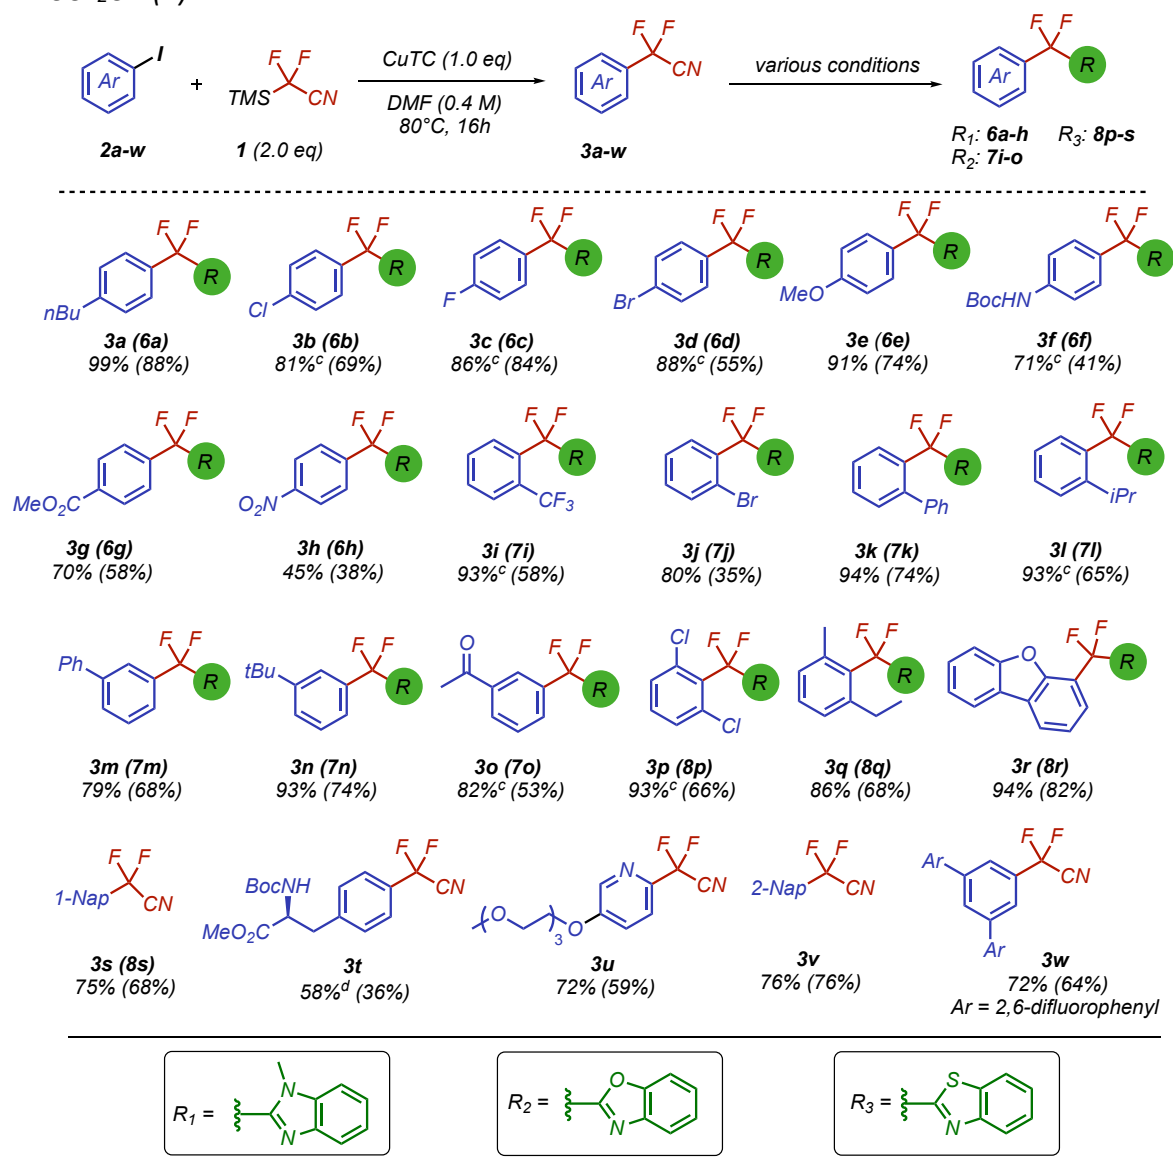 I
Ar
+
F F
TMS
CN
CuTC (1.0 eq)
DMF (0.4 M)
80°C, 16h
F F
Ar
CN
various conditions
F F
Ar
R
2a-w
1 (2.0 eq)
3a-w
R1: 6a-h R3: 8p-s
R2: 7i-o
F F
R
nBu
F F
R
Cl
F F
R
F
F F
R
Br
F F
R
MeO
F F
R
BocHN
3a (6a)
99% (88%)
3b (6b)
81%c (69%)
3c (6c)
86%c (84%)
3d (6d)
88%c (55%)
3e (6e)
91% (74%)
3f (6f)
71%c (41%)
F F
R
MeO2C
F F
R
O2N
F F
R
CF3
F F
R
Br
F F
R
Ph
F F
R
iPr
3g (6g)
70% (58%)
3h (6h)
45% (38%)
3i (7i)
93%c (58%)
3j (7j)
80% (35%)
3k (7k)
94% (74%)
3l (7l)
93%c (65%)
Ph
F F
R
tBu
F F
R
O
F F
R
Cl
F F
R
Cl
F F
R
O
F F
R
3m (7m)
79% (68%)
3n (7n)
93% (74%)
3o (7o)
82%c (53%)
3p (8p)
93%c (66%)
3q (8q)
86% (68%)
3r (8r)
94% (82%)
F F
1-Nap
CN
F F
BocHN
CN
MeO2C
F F
N
CN
O
3
O
F F
2-Nap
CN
F F
Ar
CN
Ar
3s (8s)
75% (68%)
3t
58%d (36%)
3u
72% (59%)
3v
76% (76%)
3w
72% (64%)
Ar = 2,6-difluorophenyl
R1 =
N
N
R2 =
O
N
R3 =
S
N